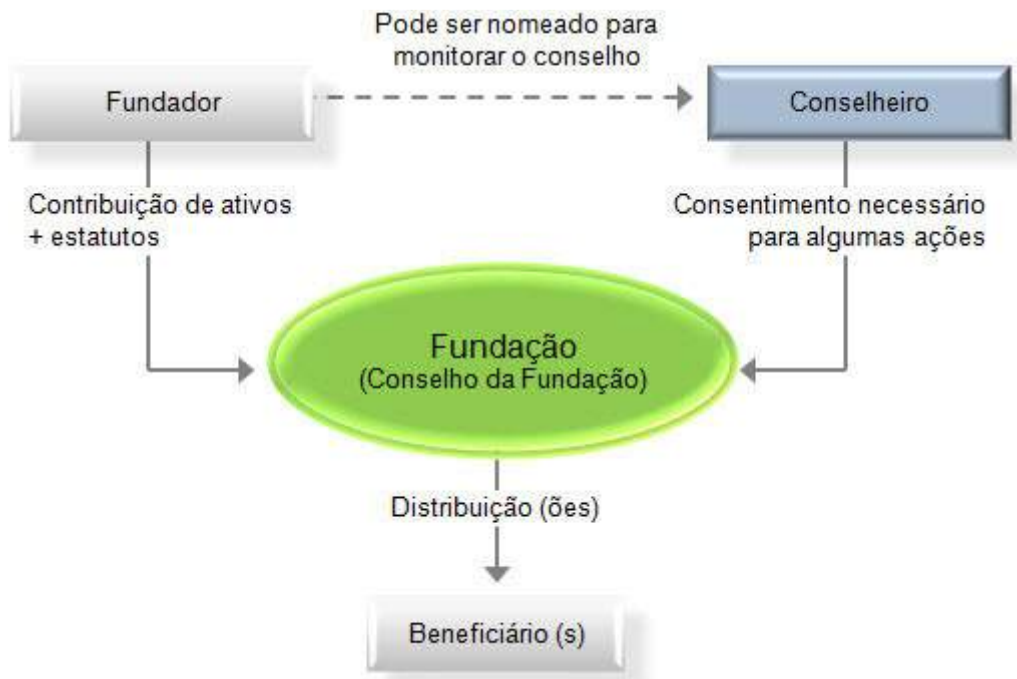 Pode ser nomeado para
monitorar o conselho
Fundador
Conselheiro
Contribuição de ativos
+ estatutos
Consentimento necessário
para algumas ações
Fundação
(Conselho da Fundação)
Distribuição (ões)
Beneficiário (s)